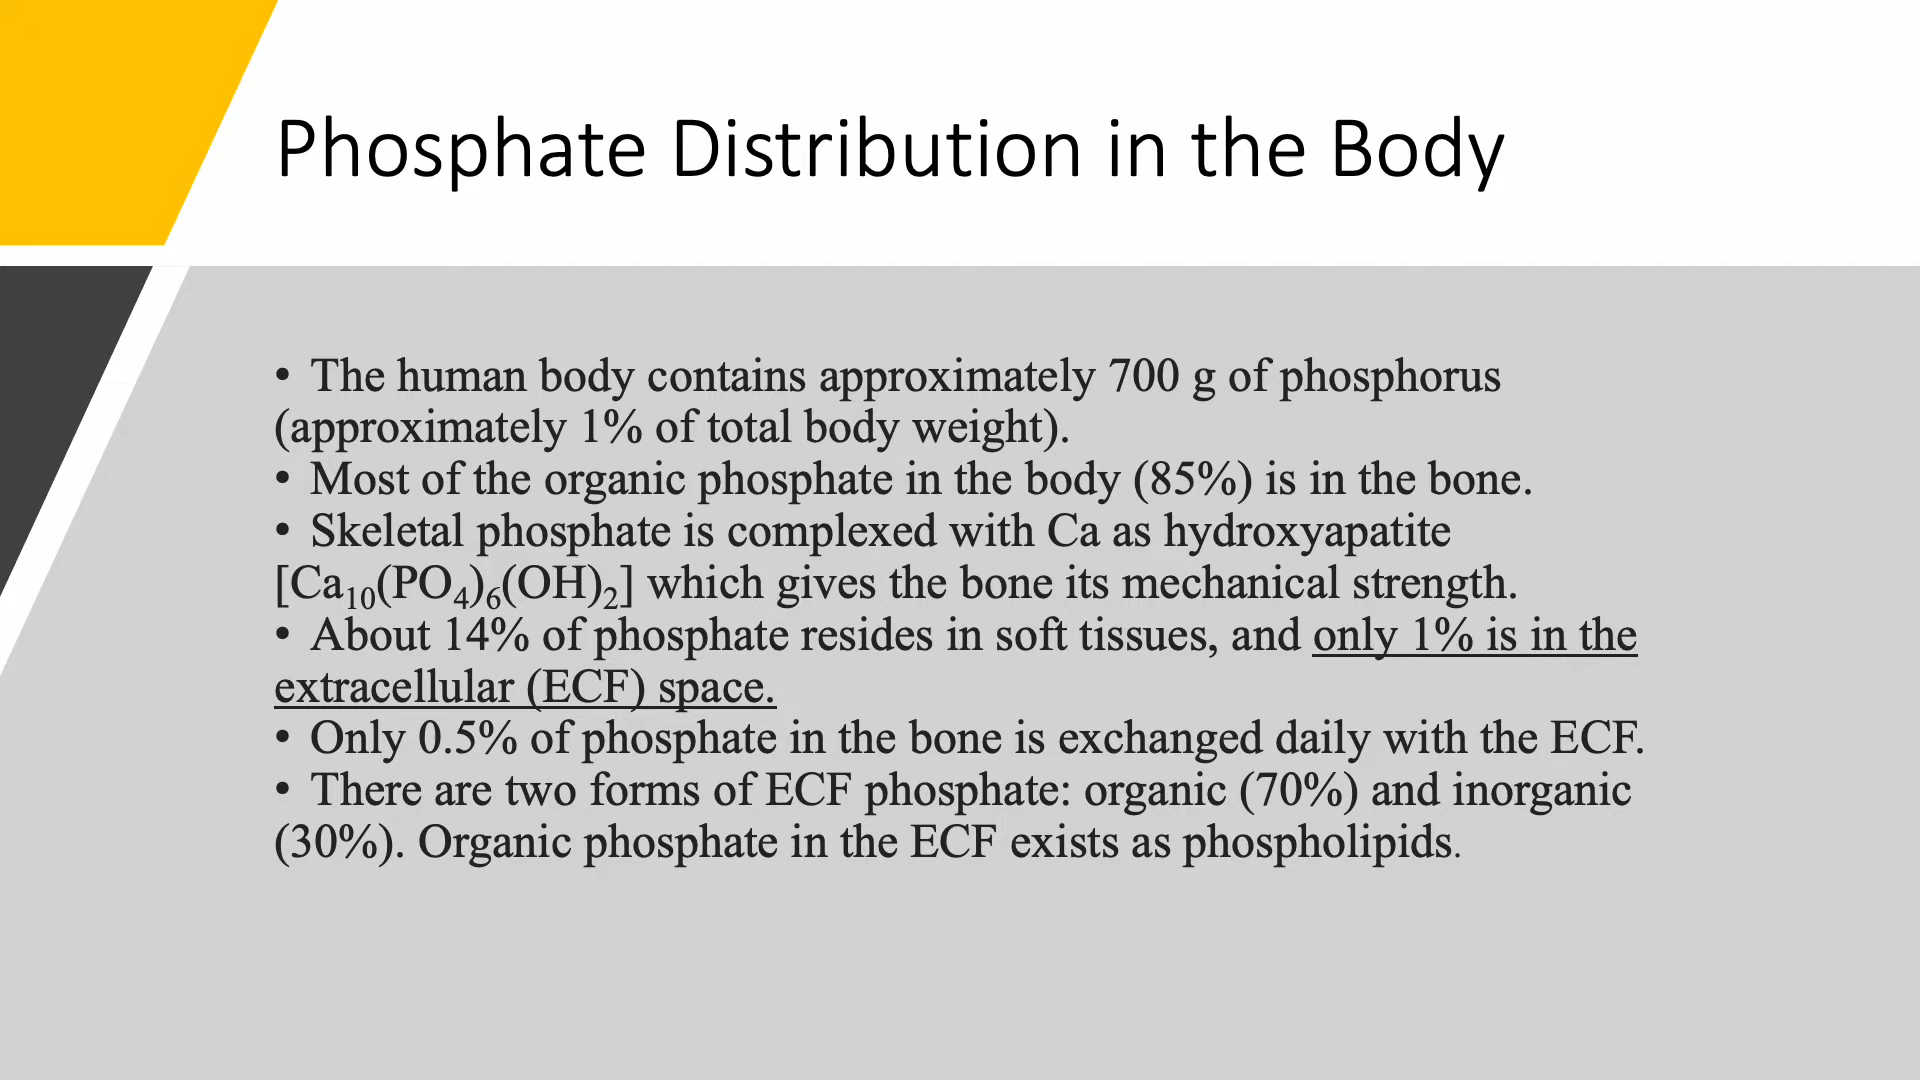 Phosphate Distribution in the Body
• The human body contains approximately 700 g of phosphorus
(approximately 1% of total body weight).
• Most of the organic phosphate in the body (85%) is in the bone.
• Skeletal phosphate is complexed with Ca as hydroxyapatite
[Ca₁₀(PO₄)₆(OH)₂] which gives the bone its mechanical strength.
• About 14% of phosphate resides in soft tissues, and only 1% is in the
extracellular (ECF) space.
• Only 0.5% of phosphate in the bone is exchanged daily with the ECF.
• There are two forms of ECF phosphate: organic (70%) and inorganic
(30%). Organic phosphate in the ECF exists as phospholipids.